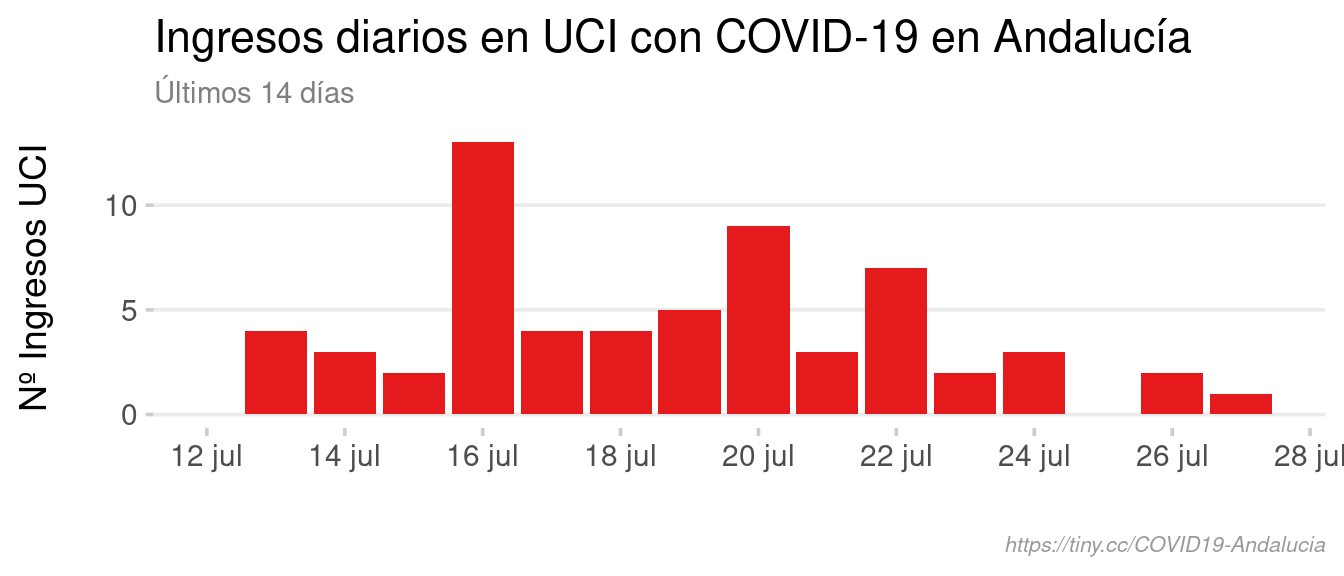 Ingresos diarios en UCI con COVID-19 en Andalucía
Últimos 14 días
Nº Ingresos UCI
10
5
0
12 jul
14 jul
16 jul
18 jul
20 jul
22 jul
24 jul
26 jul
28 jul
https://tiny.cc/COVID19-Andalucia